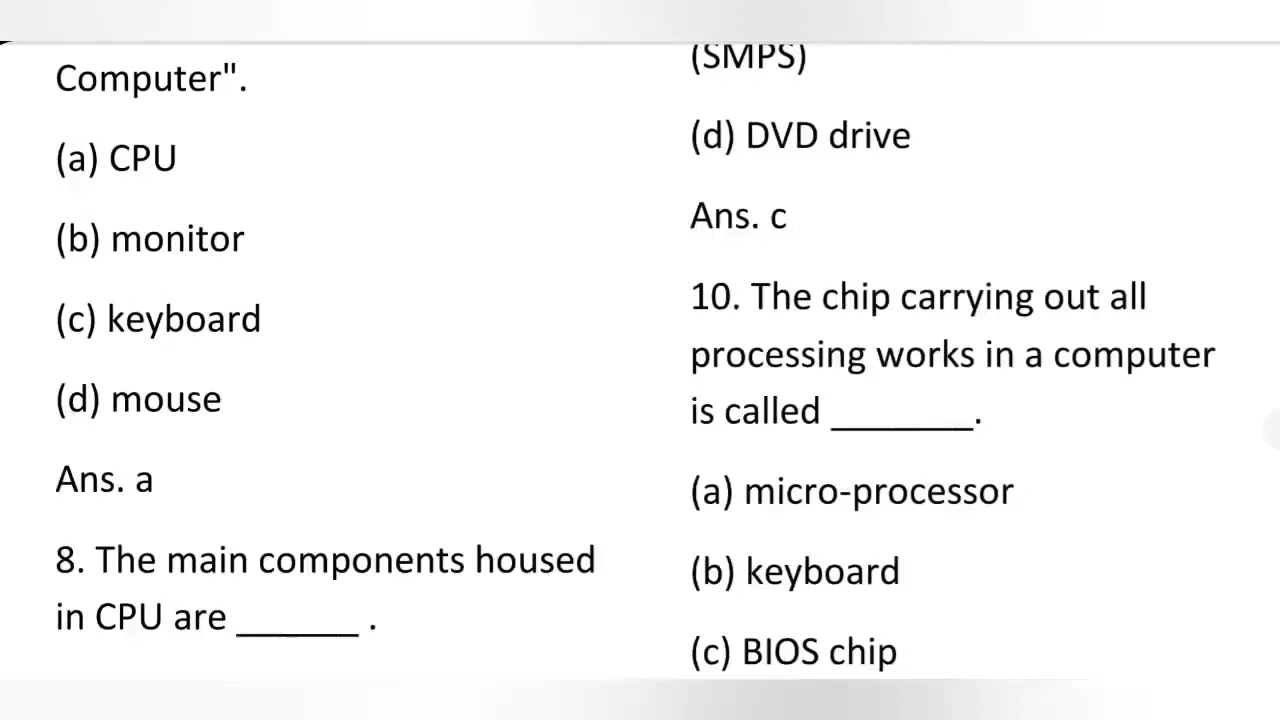 Computer".
(a) CPU
(b) monitor
(c) keyboard
(d) mouse
Ans. a
8. The main components housed
in CPU are ______ .
(SMPS)
(d) DVD drive
Ans. c
10. The chip carrying out all
processing works in a computer
is called _______.
(a) micro-processor
(b) keyboard
(c) BIOS chip